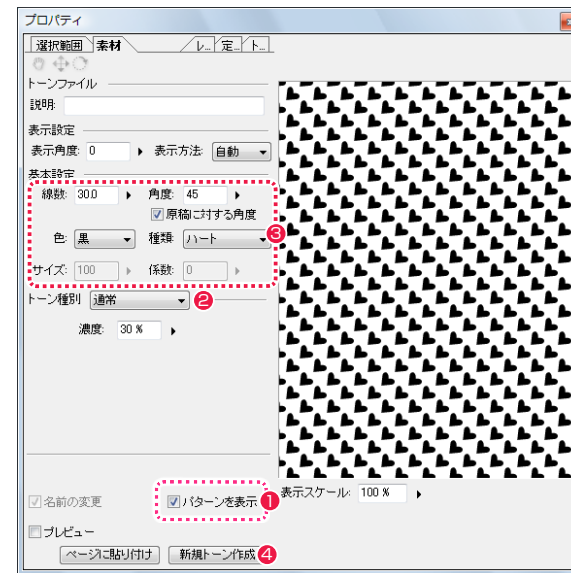 プロパティ
選択範囲 素材 レ... 定... ト...
トーンファイル
説明:
表示設定
表示角度: 0 表示方法: 自動
基本設定
線数: 30.0 角度: 45
原稿に対する角度
色: 黒 種類: ハート
3
サイズ: 100 係数: 0
トーン種別 通常 2
濃度: 30 %
名前の変更 パターンを表示 1 表示スケール: 100 %
プレビュー
ページに貼り付け 新規トーン作成 4